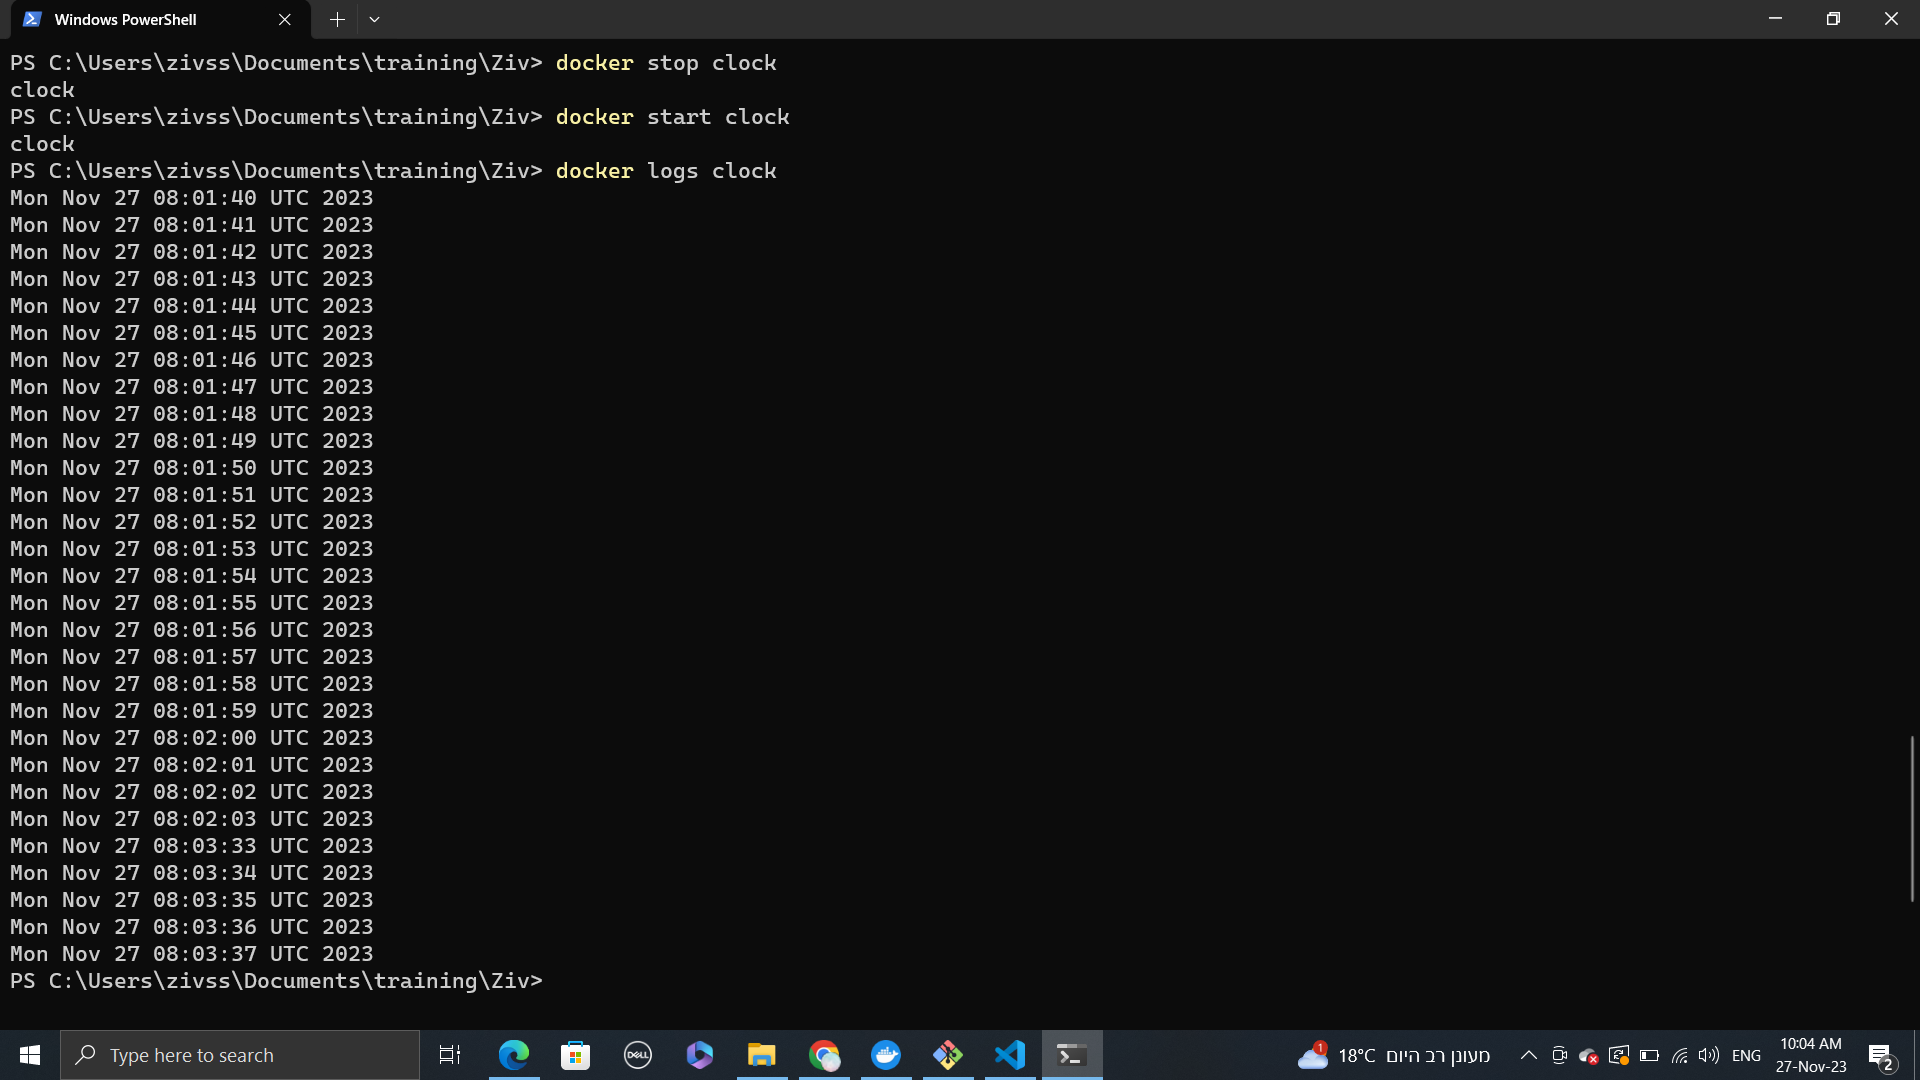 Windows PowerShell
PS C:\Users\zivss\Documents\training\Ziv> docker stop clock
clock
PS C:\Users\zivss\Documents\training\Ziv> docker start clock
clock
PS C:\Users\zivss\Documents\training\Ziv> docker logs clock
Mon Nov 27 08:01:40 UTC 2023
Mon Nov 27 08:01:41 UTC 2023
Mon Nov 27 08:01:42 UTC 2023
Mon Nov 27 08:01:43 UTC 2023
Mon Nov 27 08:01:44 UTC 2023
Mon Nov 27 08:01:45 UTC 2023
Mon Nov 27 08:01:46 UTC 2023
Mon Nov 27 08:01:47 UTC 2023
Mon Nov 27 08:01:48 UTC 2023
Mon Nov 27 08:01:49 UTC 2023
Mon Nov 27 08:01:50 UTC 2023
Mon Nov 27 08:01:51 UTC 2023
Mon Nov 27 08:01:52 UTC 2023
Mon Nov 27 08:01:53 UTC 2023
Mon Nov 27 08:01:54 UTC 2023
Mon Nov 27 08:01:55 UTC 2023
Mon Nov 27 08:01:56 UTC 2023
Mon Nov 27 08:01:57 UTC 2023
Mon Nov 27 08:01:58 UTC 2023
Mon Nov 27 08:01:59 UTC 2023
Mon Nov 27 08:02:00 UTC 2023
Mon Nov 27 08:02:01 UTC 2023
Mon Nov 27 08:02:02 UTC 2023
Mon Nov 27 08:02:03 UTC 2023
Mon Nov 27 08:03:33 UTC 2023
Mon Nov 27 08:03:34 UTC 2023
Mon Nov 27 08:03:35 UTC 2023
Mon Nov 27 08:03:36 UTC 2023
Mon Nov 27 08:03:37 UTC 2023
PS C:\Users\zivss\Documents\training\Ziv>
Type here to search
DELL
1
18°C מעונן רב היום
ENG
10:04 AM
27-Nov-23
2